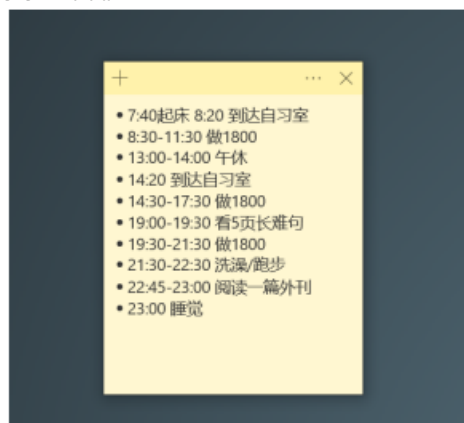 • 7:40起床 8:20 到达自习室
• 8:30-11:30 做1800
• 13:00-14:00 午休
• 14:20 到达自习室
• 14:30-17:30 做1800
• 19:00-19:30 看5页长难句
• 19:30-21:30 做1800
• 21:30-22:30 洗澡/跑步
• 22:45-23:00 阅读一篇外刊
• 23:00 睡觉